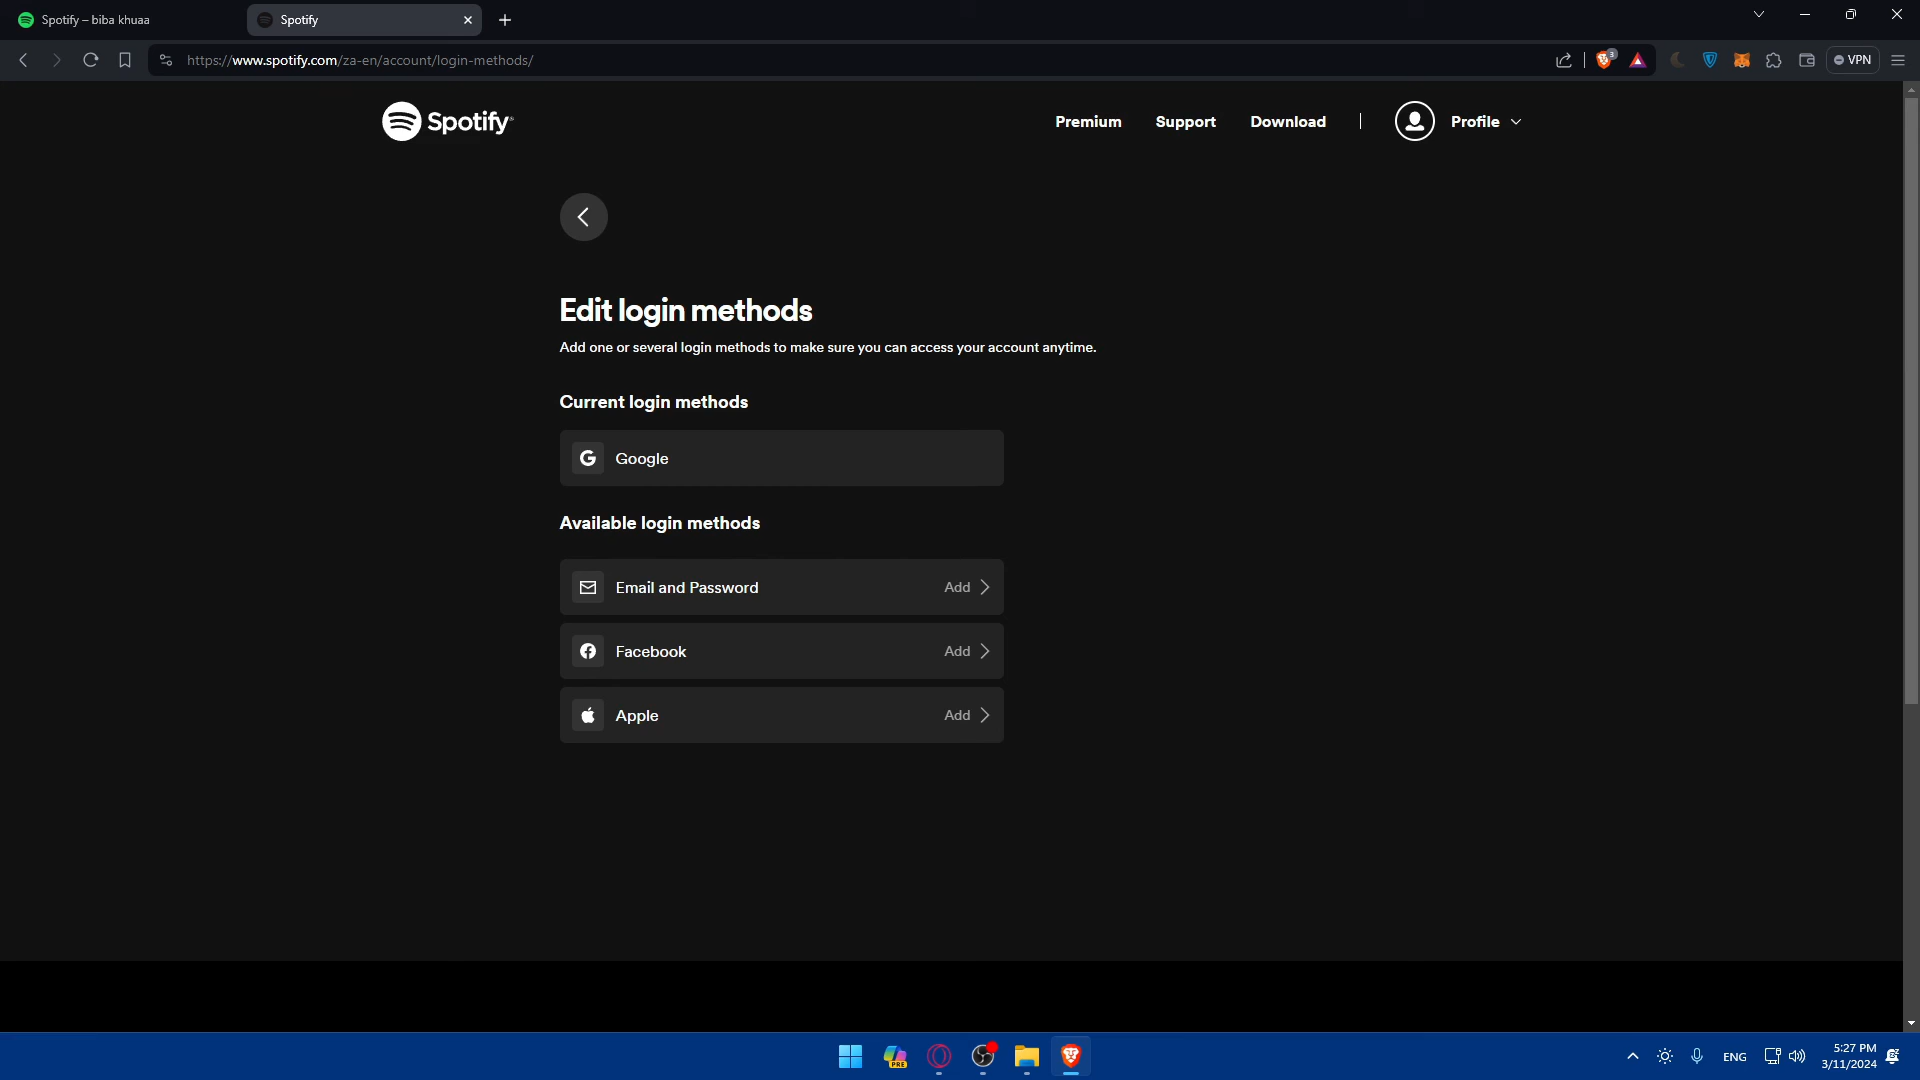 Spotify – biba khuaa
Spotify
https://www.spotify.com/za-en/account/login-methods/
3
VPN
Spotify®
Premium
Support
Download
Profile
Edit login methods
Add one or several login methods to make sure you can access your account anytime.
Current login methods
Google
Available login methods
Email and Password
Add
Facebook
Add
Apple
Add
PRE
ENG
5:27 PM
3/11/2024